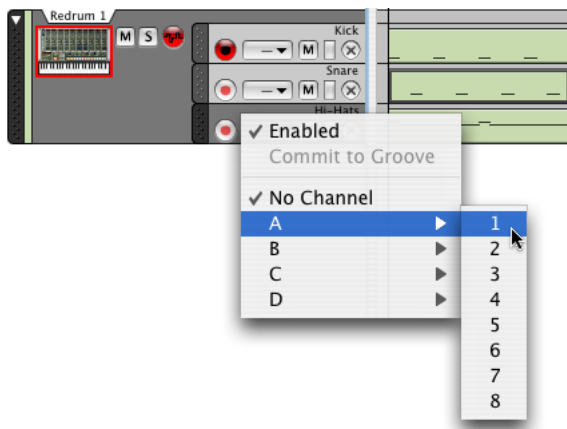 Redrum 1
M S
Kick
M
Snare
M
Hi-Hats
Enabled
Commit to Groove
No Channel
A
B
C
D
1
2
3
4
5
6
7
8